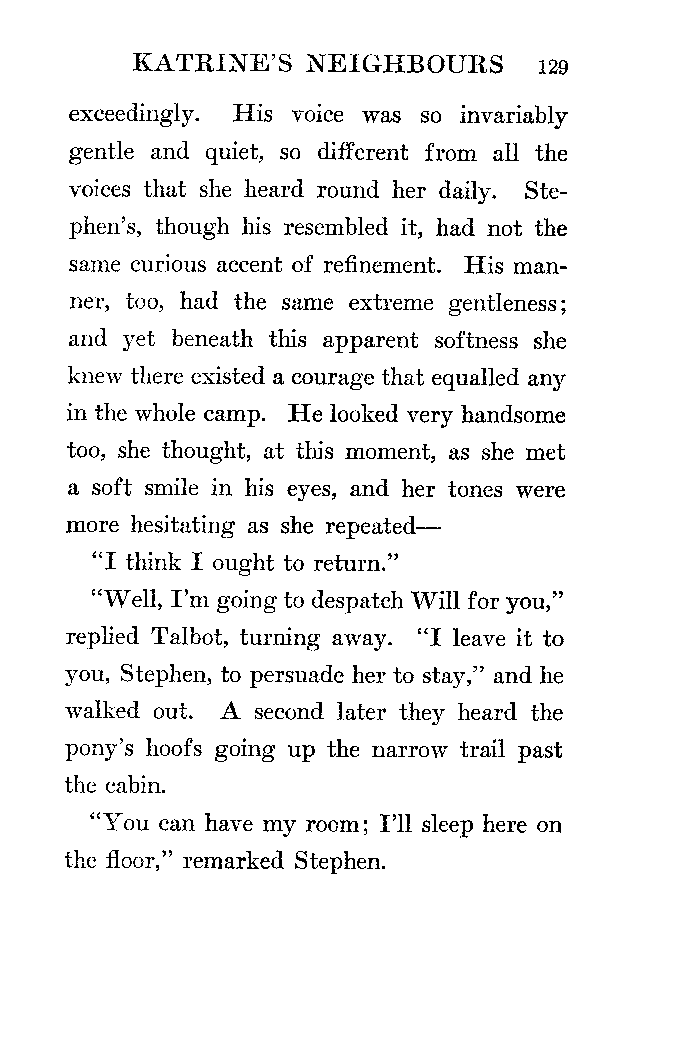 KATRINE'S NEIGHBOURS 129
exceedingly. His voice was so invariably
gentle and quiet, so different from all the
voices that she heard round her daily. Ste-
phen's, though his resembled it, had not the
same curious accent of refinement. His man-
ner, too, had the same extreme gentleness;
and yet beneath this apparent softness she
knew there existed a courage that equalled any
in the whole camp. He looked very handsome
too, she thought, at this moment, as she met
a soft smile in his eyes, and her tones were
more hesitating as she repeated—
“I think I ought to return.”
“Well, I'm going to despatch Will for you,”
replied Talbot, turning away. “I leave it to
you, Stephen, to persuade her to stay,” and he
walked out. A second later they heard the
pony's hoofs going up the narrow trail past
the cabin.
“You can have my room; I'll sleep here on
the floor,” remarked Stephen.